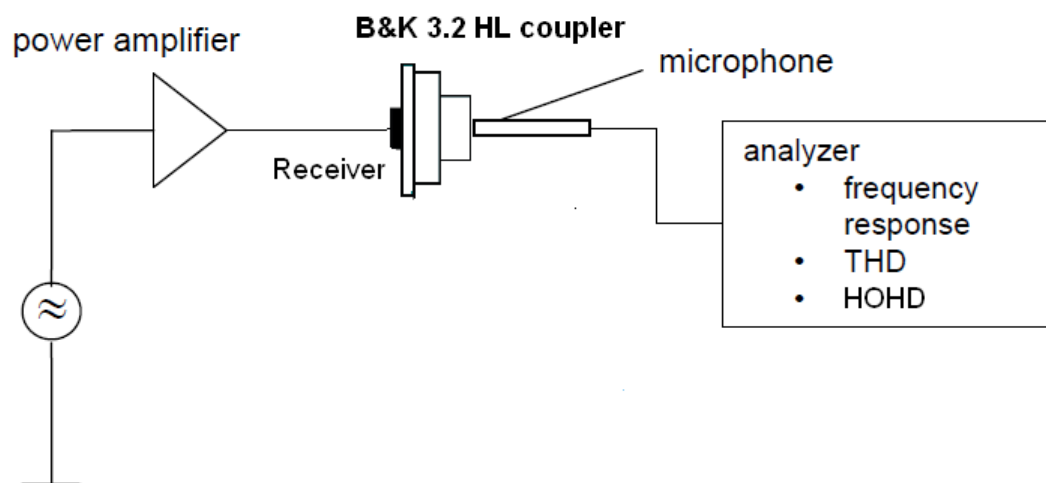 B&K 3.2 HL coupler
power amplifier
microphone
Receiver
analyzer
• frequency
response
• THD
• HOHD
≈